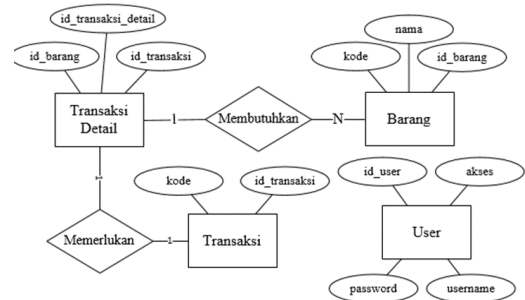 id_transaksi_detail
id_barang
id_transaksi
Transaksi
Detail
1
Membutuhkan
N
Barang
nama
kode
id_barang
1
Memerlukan
1
Transaksi
kode
id_transaksi
id_user
akses
User
password
username